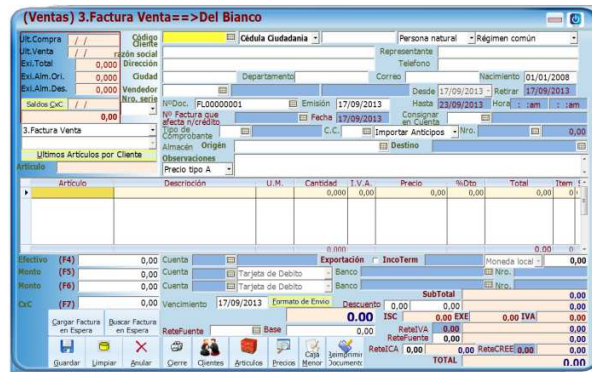 (Ventas) 3.Factura Venta==>Del Bianco
Ult.Compra / / Código Cliente Cédula Ciudadania Persona natural Régimen común
Ult.Venta / / razón social Representante
Exi.Total 0,000 Dirección Telefono
Exi.Alm.Ori. 0,000 Ciudad Departamento Correo Nacimiento 01/01/2008
Exi.Alm.Des. 0,000 Vendedor Desde 17/09/2013 Retirar 17/09/2013
Saldos CxC / / Nro. serie NºDoc. FL00000001 Emisión 17/09/2013 Hasta 23/09/2013 Hora : :am : :am
0,00 Nº Factura que afecta n/crédito Fecha 17/09/2013 Consignar en Cuenta
3.Factura Venta Tipo de Comprobante C.C. Importar Anticipos Nro. 0,00
Almacén Origén Destino
Ultimos Artículos por Cliente Observaciones
Artículo Precio tipo A
Artículo Descripción U.M. Cantidad I.V.A. Precio %Dto Total Item
0,000 0,00 0,00 0,00 0,00 0
0,000 0.00 0
Efectivo (F4) 0,00 Cuenta Exportación IncoTerm Moneda local 0,00
Monto (F5) 0,00 Cuenta Tarjeta de Debito Banco Nro.
Monto (F6) 0,00 Cuenta Tarjeta de Debito Banco Nro.
CxC (F7) 0,00 Vencimiento 17/09/2013 Formato de Envio SubTotal 0,00
Descuento 0,00 0,00 0,00
0.00 ISC 0.00 EXE 0,00 IVA 0,00
Cargar Factura en Espera Buscar Factura en Espera ReteFuente Base 0,00 ReteIVA 0.00 0,00
ReteFuente 0,00 0,00
Guardar Limpiar Anular Cierre Clientes Articulos Precios Caja Menor Reimprimir Documento ReteICA 0,00 0,00 ReteCREE 0.00 0,00
TOTAL 0.00